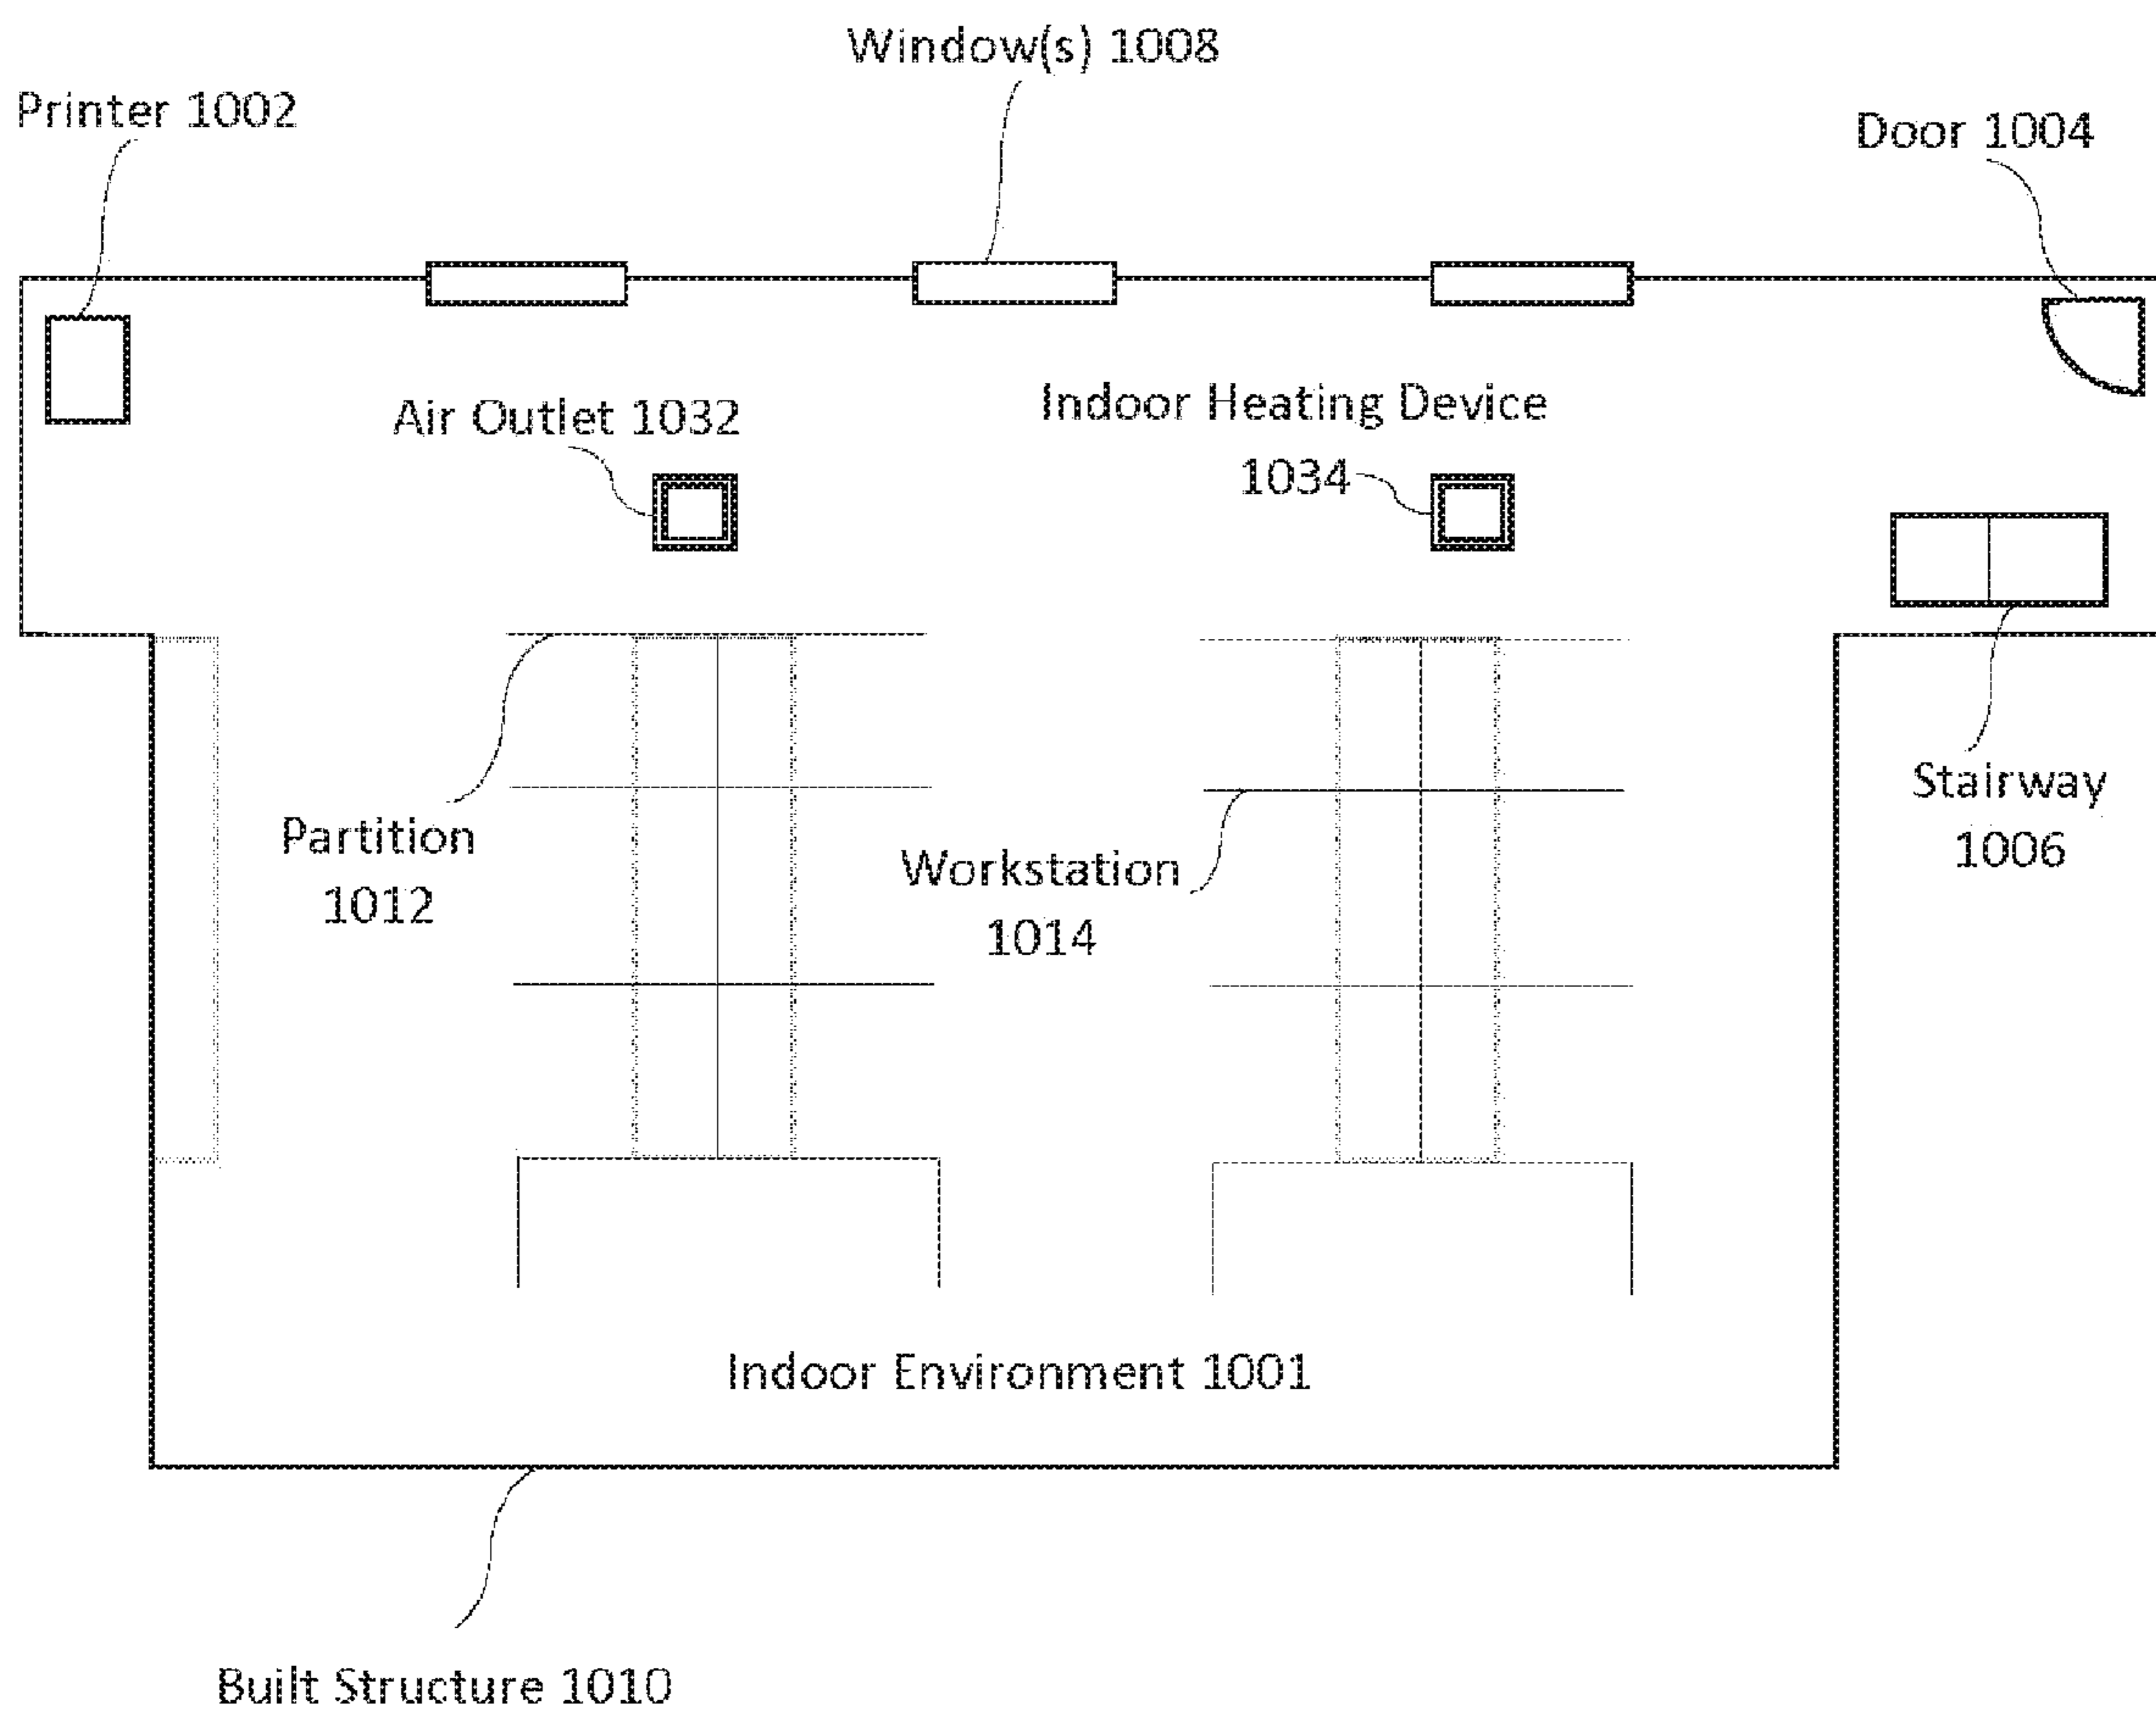 Window(s) 1008
Printer 1002
Door 1004
Air Outlet 1032
Indoor Heating Device
1034
Partition
1012
Workstation
1014
Stairway
1006
Indoor Environment 1001
Built Structure 1010